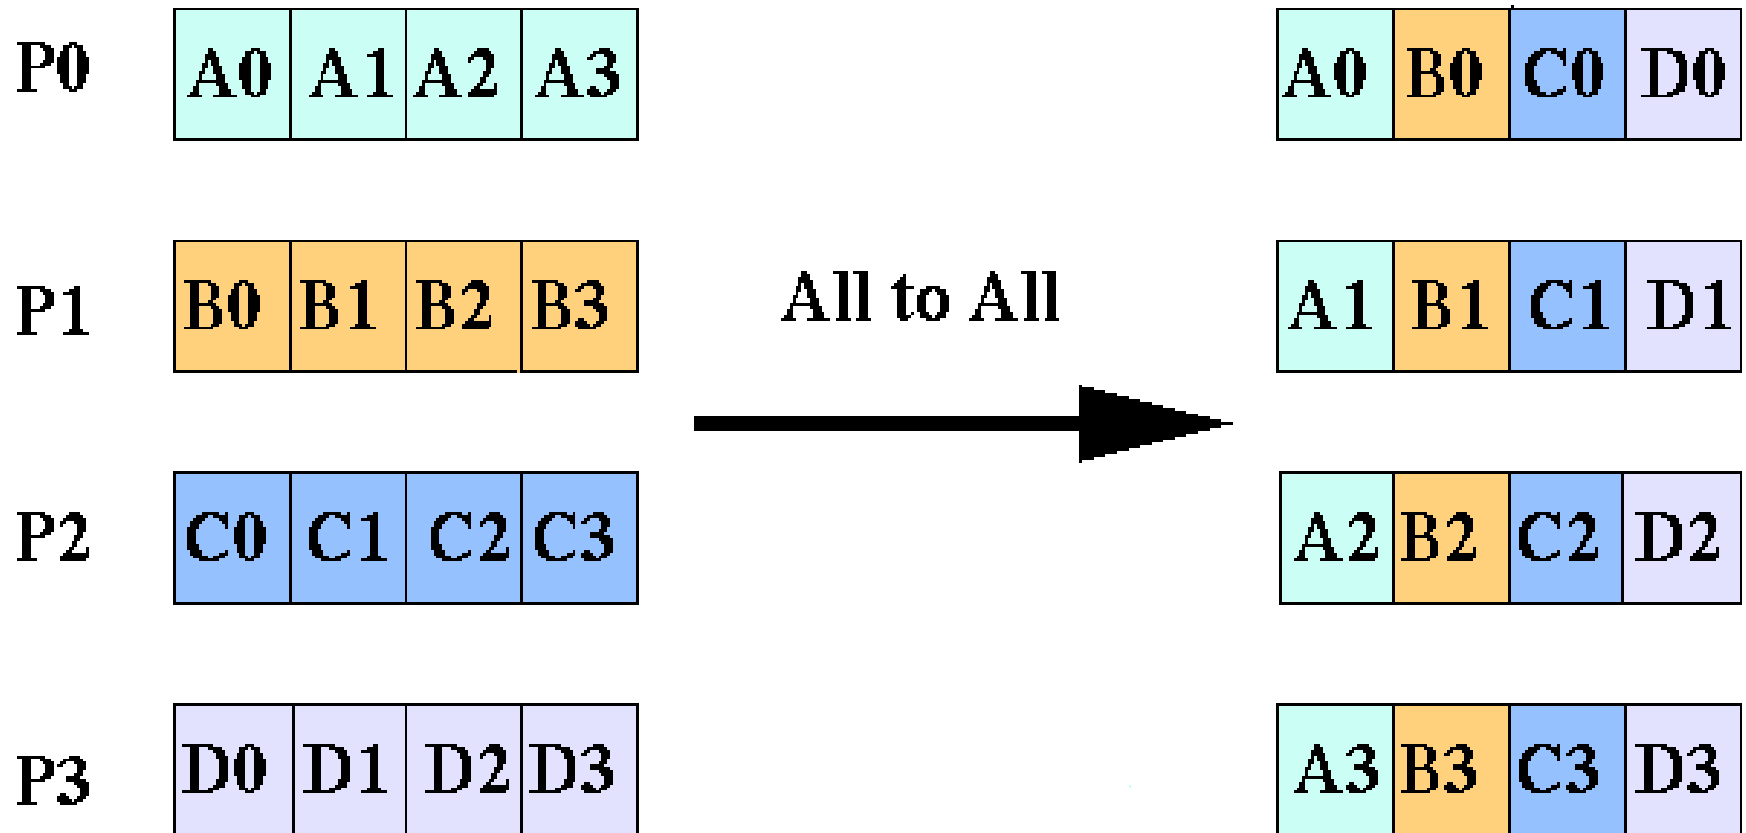 P0 A0 A1 A2 A3 A0 B0 C0 D0
P1 B0 B1 B2 B3 All to All A1 B1 C1 D1
P2 C0 C1 C2 C3 A2 B2 C2 D2
P3 D0 D1 D2 D3 A3 B3 C3 D3